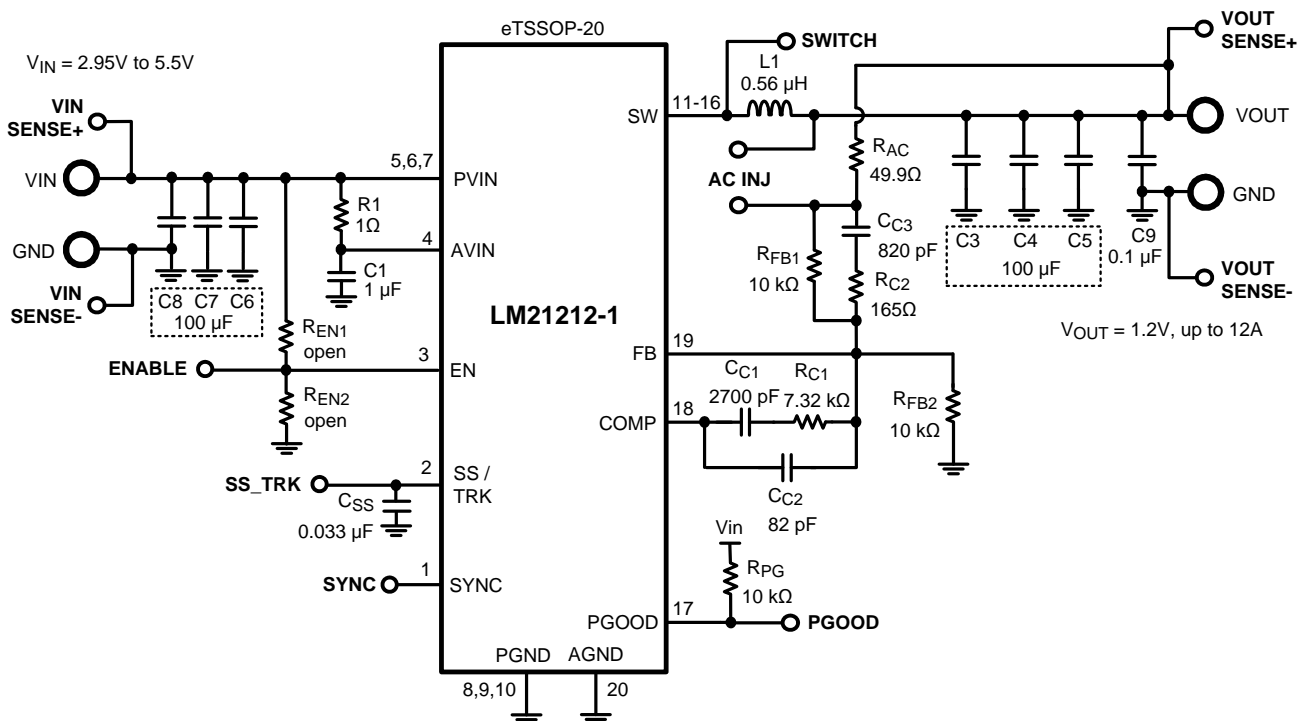 eTSSOP-20
VIN = 2.95V to 5.5V
VIN
SENSE+
VIN
GND
VIN
SENSE-
C8 C7 C6
100 µF
R1
1Ω
C1
1 µF
REN1
open
REN2
open
ENABLE
SS_TRK
CSS
0.033 µF
SYNC
5,6,7
PVIN
4
AVIN
3
EN
2
SS /
TRK
1
SYNC
LM21212-1
PGND
8,9,10
AGND
20
SW
11-16
FB
19
COMP
18
PGOOD
17
SWITCH
L1
0.56 µH
AC INJ
RAC
49.9Ω
RFB1
10 kΩ
CC3
820 pF
RC2
165Ω
CC1
2700 pF
RC1
7.32 kΩ
CC2
82 pF
RFB2
10 kΩ
Vin
RPG
10 kΩ
PGOOD
C3 C4 C5
100 µF
C9
0.1 µF
VOUT
SENSE+
VOUT
GND
VOUT
SENSE-
VOUT = 1.2V, up to 12A